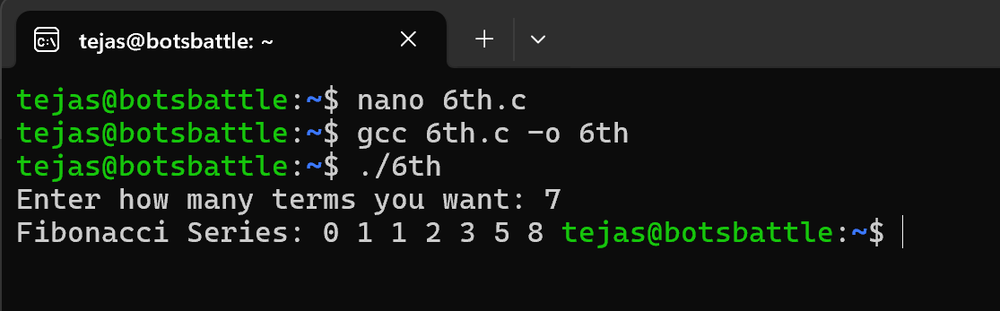 tejas@botsbattle: ~
tejas@botsbattle:~$ nano 6th.c
tejas@botsbattle:~$ gcc 6th.c -o 6th
tejas@botsbattle:~$ ./6th
Enter how many terms you want: 7
Fibonacci Series: 0 1 1 2 3 5 8 tejas@botsbattle:~$